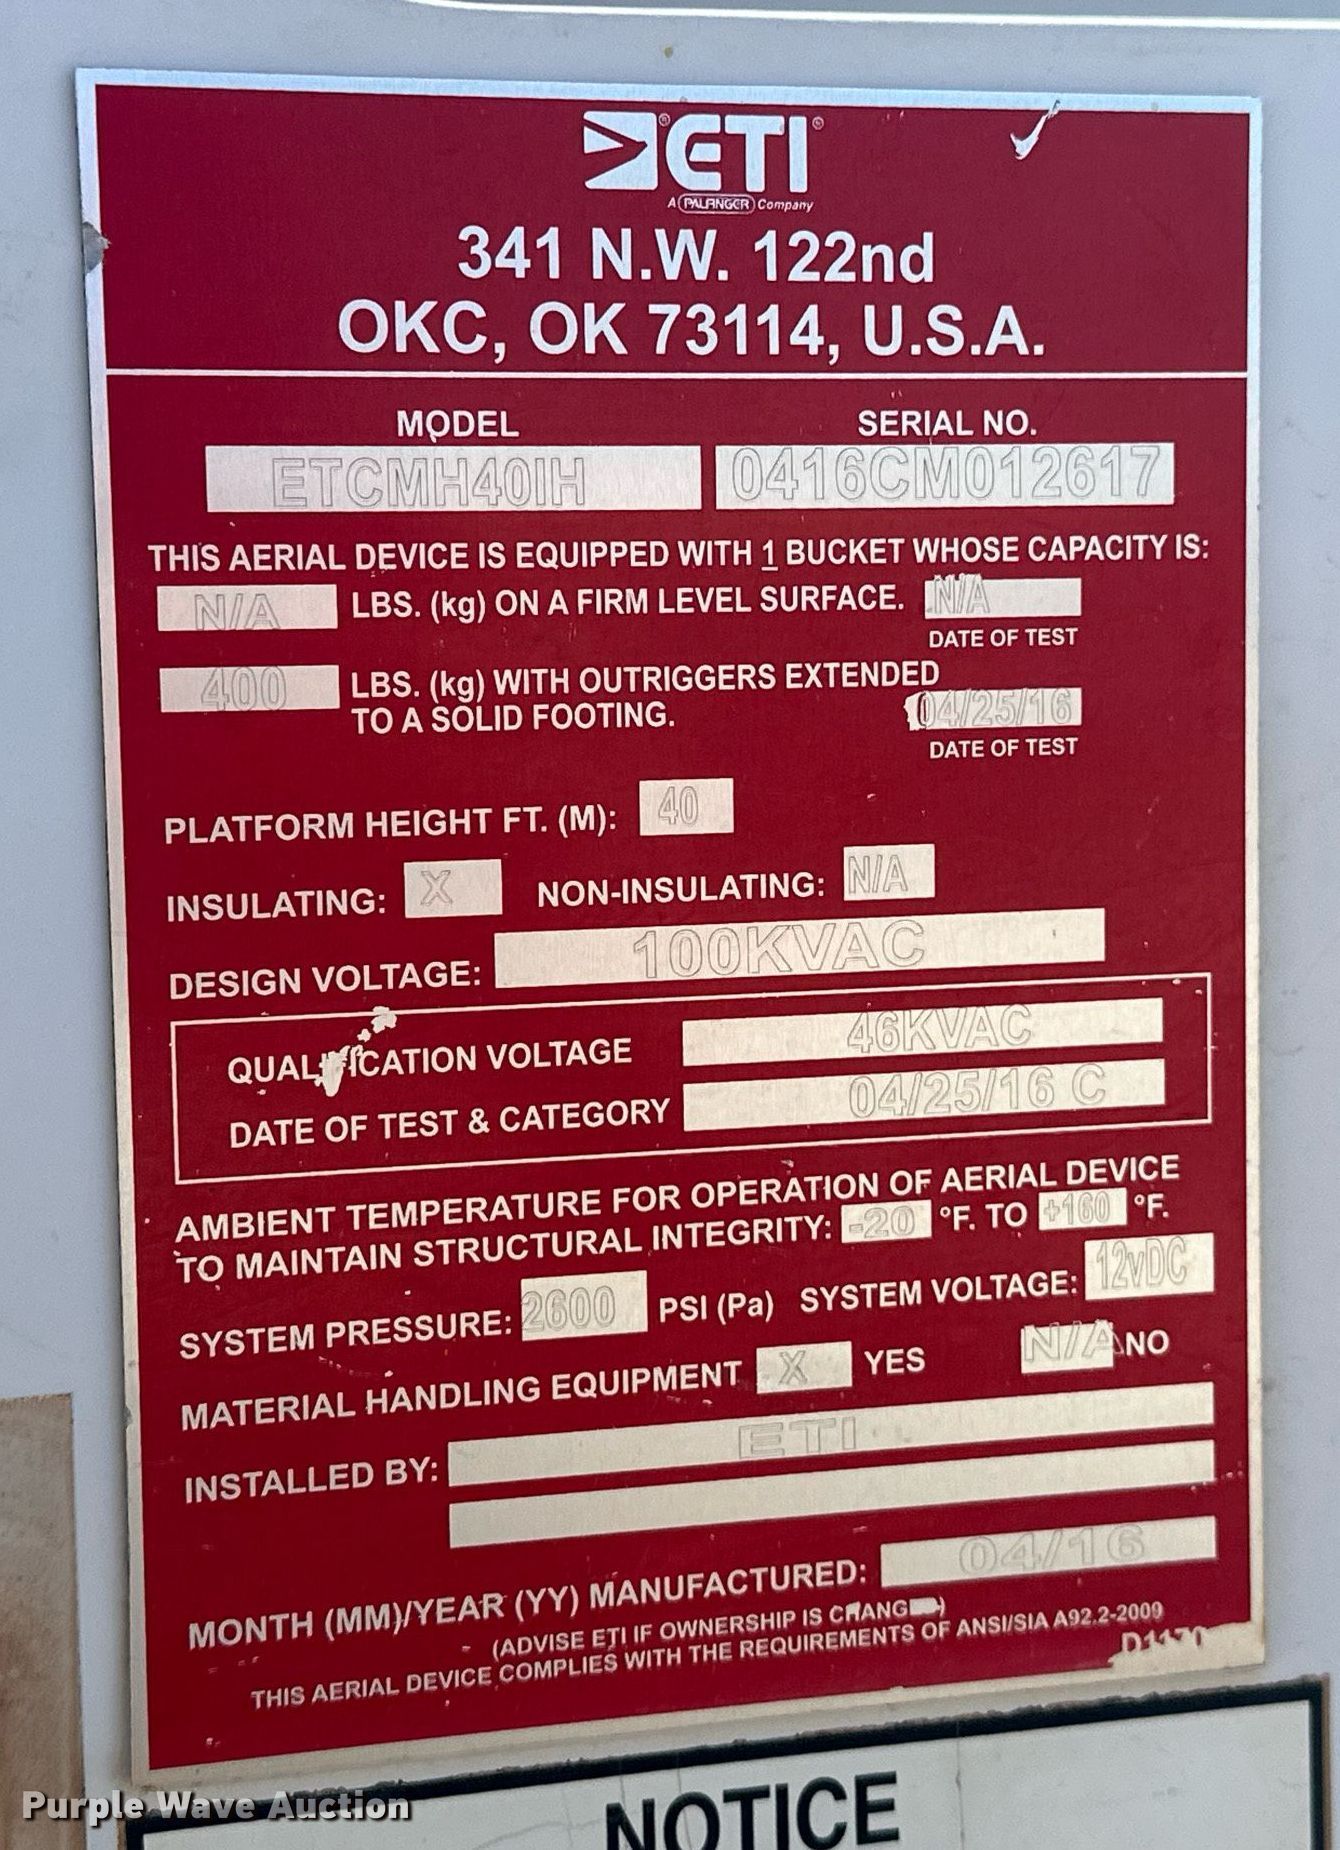 ETI
A PALFINGER Company
341 N.W. 122nd
OKC, OK 73114, U.S.A.
MODEL SERIAL NO.
ETCMH40IH 0416CM012617
THIS AERIAL DEVICE IS EQUIPPED WITH 1 BUCKET WHOSE CAPACITY IS:
N/A LBS. (kg) ON A FIRM LEVEL SURFACE. N/A
DATE OF TEST
400 LBS. (kg) WITH OUTRIGGERS EXTENDED
TO A SOLID FOOTING. 04/25/16
DATE OF TEST
PLATFORM HEIGHT FT. (M): 40
INSULATING: X NON-INSULATING: N/A
DESIGN VOLTAGE: 100KVAC
QUALIFICATION VOLTAGE 46KVAC
DATE OF TEST & CATEGORY 04/25/16 C
AMBIENT TEMPERATURE FOR OPERATION OF AERIAL DEVICE
TO MAINTAIN STRUCTURAL INTEGRITY: -20 °F. TO +160 °F.
SYSTEM PRESSURE: 2600 PSI (Pa) SYSTEM VOLTAGE: 12vDC
MATERIAL HANDLING EQUIPMENT X YES N/A NO
INSTALLED BY: ETI
MONTH (MM)/YEAR (YY) MANUFACTURED: 04/16
(ADVISE ETI IF OWNERSHIP IS CHANG)
THIS AERIAL DEVICE COMPLIES WITH THE REQUIREMENTS OF ANSI/SIA A92.2-2009
D1170
NOTICE
Purple Wave Auction